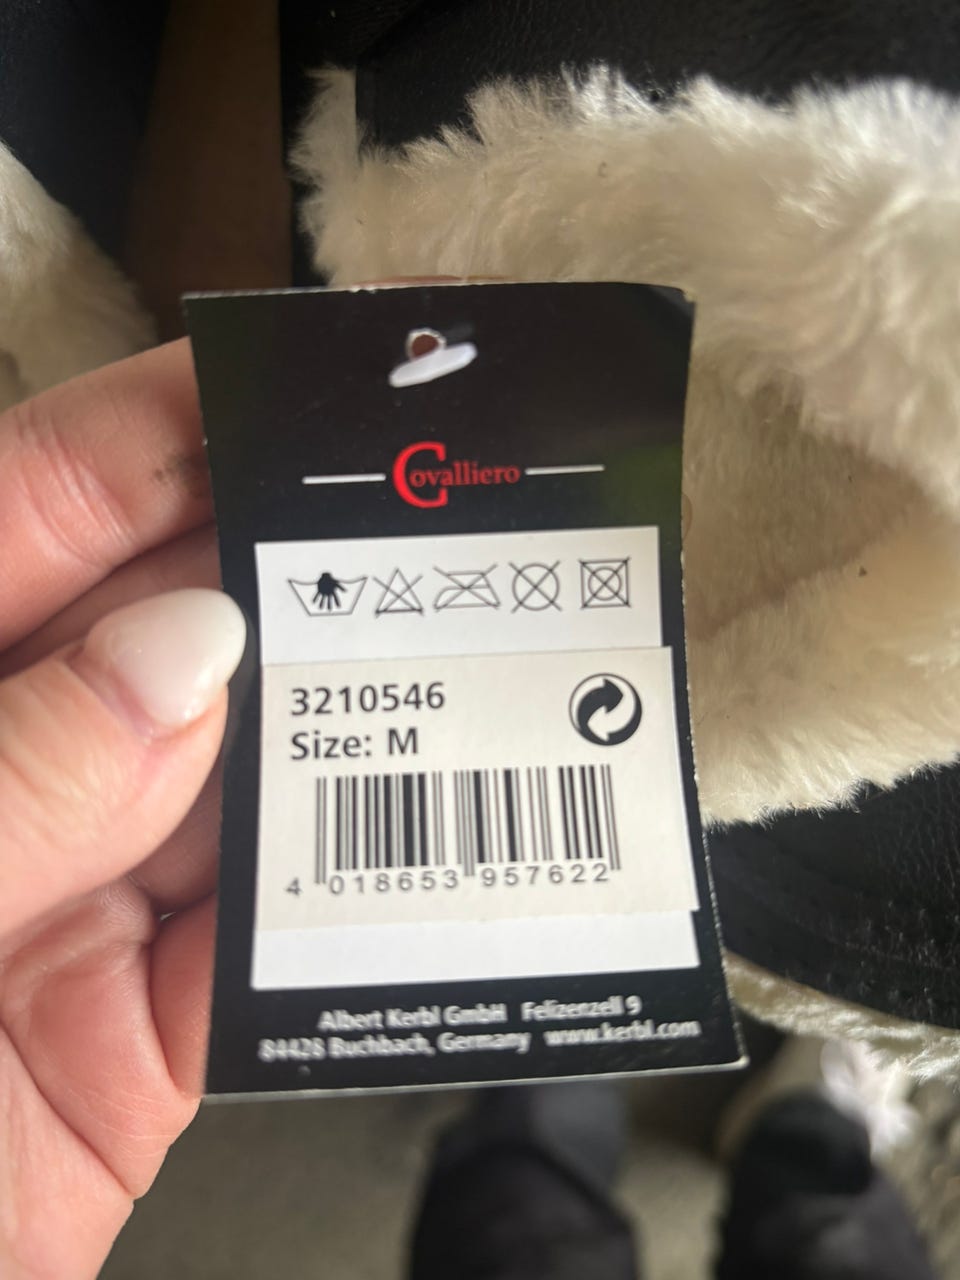 Covalliero
3210546
Size: M
4 018653 957622
Albert Kerbl GmbH Felizenzell 9
84428 Buchbach, Germany www.kerbl.com